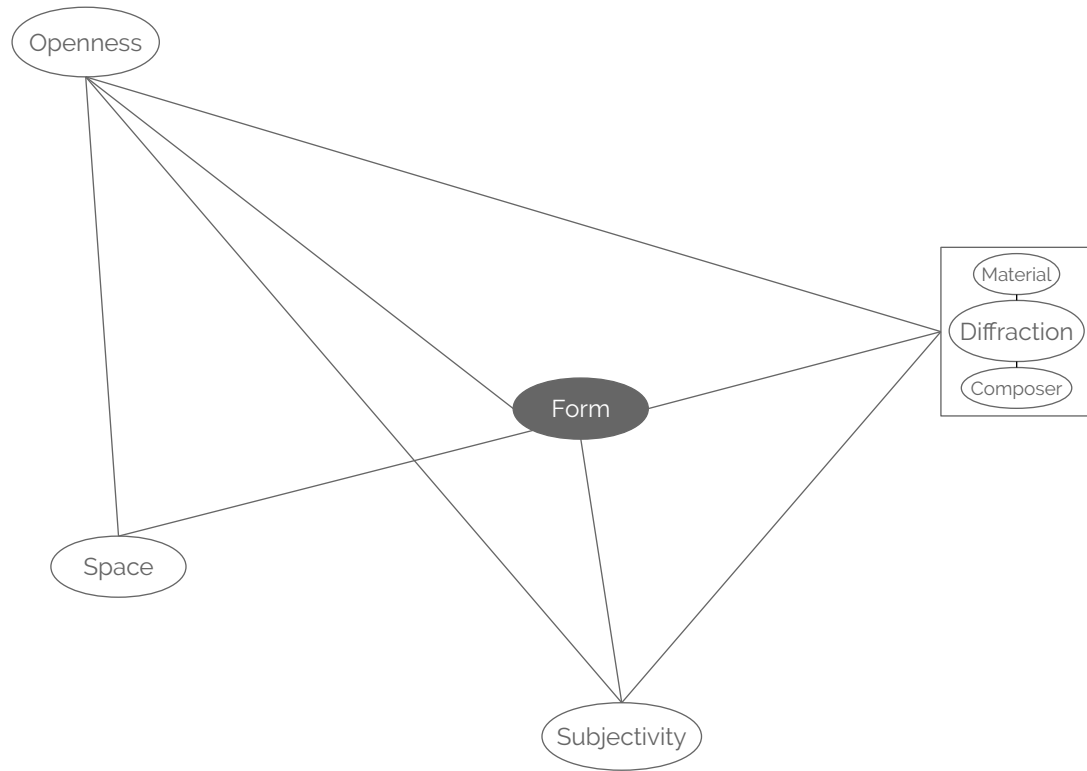 Openness
Material
Diffraction
Composer
Form
Space
Subjectivity